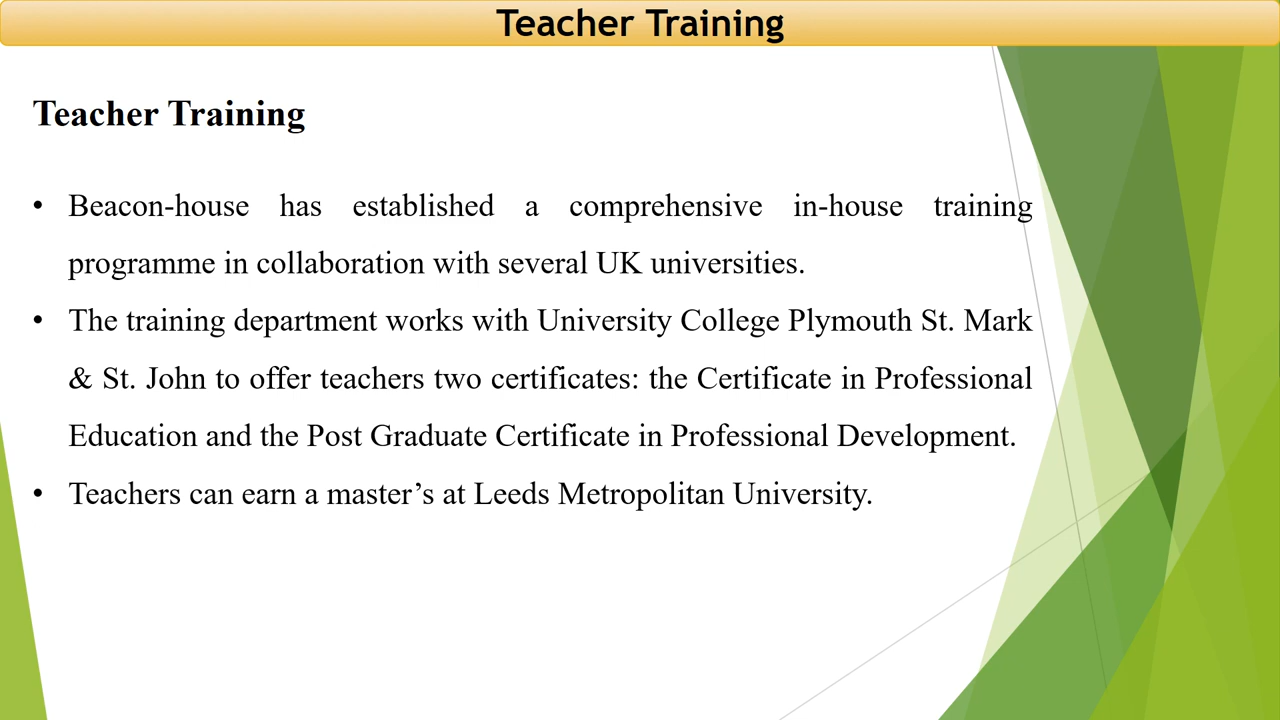 Teacher Training
Teacher Training
• Beacon-house has established a comprehensive in-house training
programme in collaboration with several UK universities.
• The training department works with University College Plymouth St. Mark
& St. John to offer teachers two certificates: the Certificate in Professional
Education and the Post Graduate Certificate in Professional Development.
• Teachers can earn a master’s at Leeds Metropolitan University.